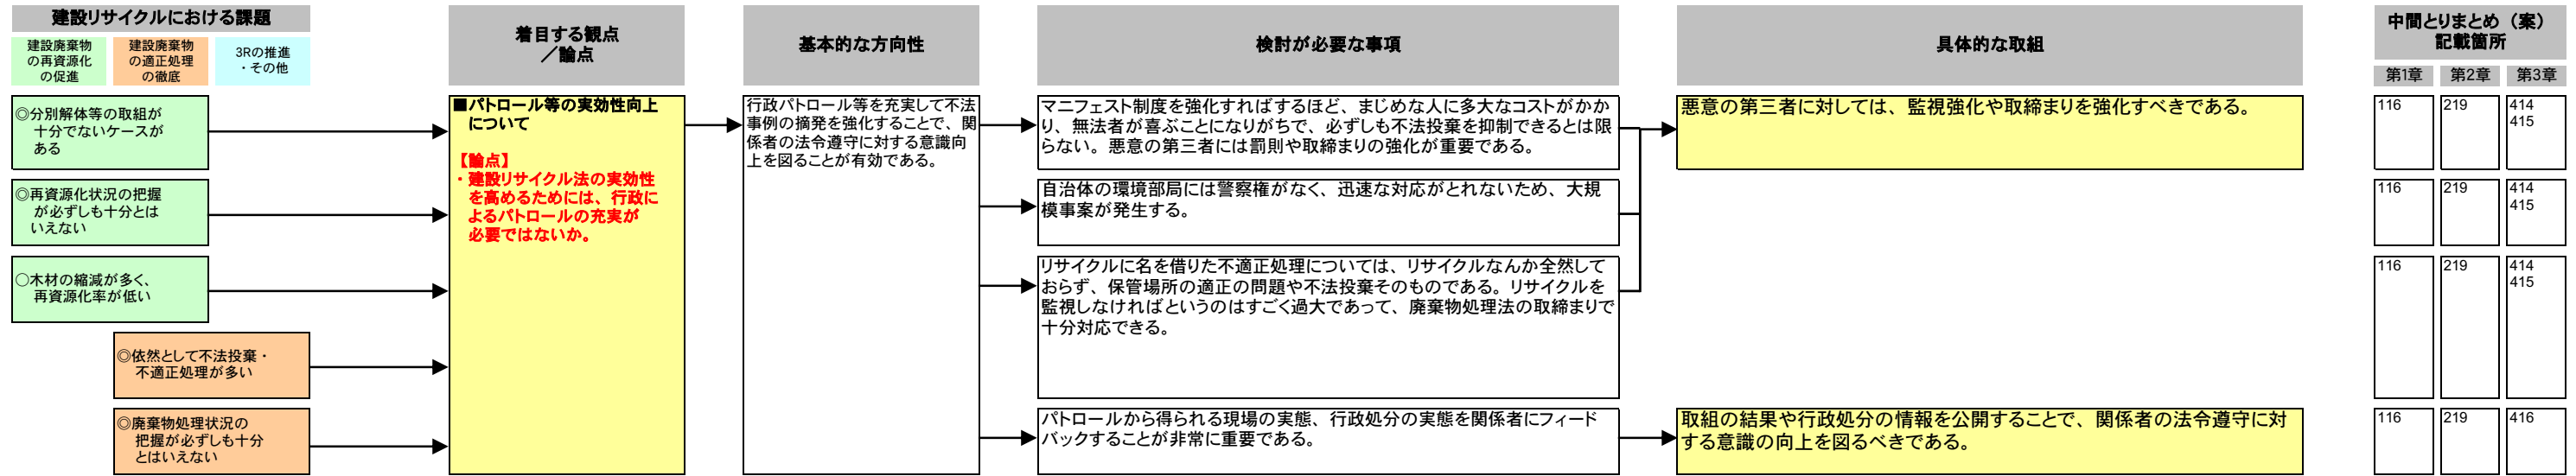 建設リサイクルにおける課題
建設廃棄物
の再資源化
の促進
建設廃棄物
の適正処理
の徹底
3Rの推進
・その他
着目する観点
／論点
基本的な方向性
検討が必要な事項
具体的な取組
中間とりまとめ（案）
記載箇所
第1章
第2章
第3章
◎分別解体等の取組が
十分でないケースが
ある
◎再資源化状況の把握
が必ずしも十分とは
いえない
○木材の縮減が多く、
再資源化率が低い
◎依然として不法投棄・
不適正処理が多い
◎廃棄物処理状況の
把握が必ずしも十分
とはいえない
■パトロール等の実効性向上
について
【論点】
・建設リサイクル法の実効性
を高めるためには、行政に
よるパトロールの充実が
必要ではないか。
行政パトロール等を充実して不法
事例の摘発を強化することで、関
係者の法令遵守に対する意識向
上を図ることが有効である。
マニフェスト制度を強化すればするほど、まじめな人に多大なコストがかか
り、無法者が喜ぶことになりがちで、必ずしも不法投棄を抑制できるとは限
らない。悪意の第三者には罰則や取締まりの強化が重要である。
自治体の環境部局には警察権がなく、迅速な対応がとれないため、大規
模事案が発生する。
リサイクルに名を借りた不適正処理については、リサイクルなんか全然して
おらず、保管場所の適正の問題や不法投棄そのものである。リサイクルを
監視しなければというのはすごく過大であって、廃棄物処理法の取締まりで
十分対応できる。
パトロールから得られる現場の実態、行政処分の実態を関係者にフィード
バックすることが非常に重要である。
悪意の第三者に対しては、監視強化や取締まりを強化すべきである。
取組の結果や行政処分の情報を公開することで、関係者の法令遵守に対
する意識の向上を図るべきである。
116
219
414
415
116
219
414
415
116
219
414
415
116
219
416